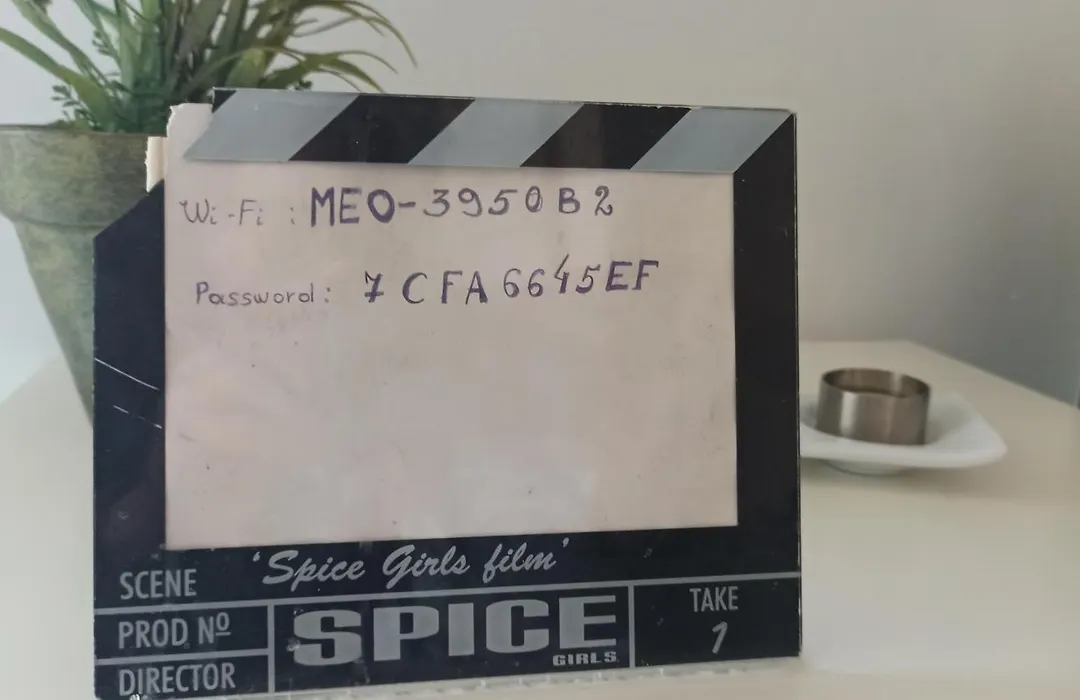 Wi-Fi : MEO-3950B2
Password: 7CFA6645EF
SCENE 'Spice Girls film'
PROD Nº
DIRECTOR
SPICE
GIRLS
TAKE
1